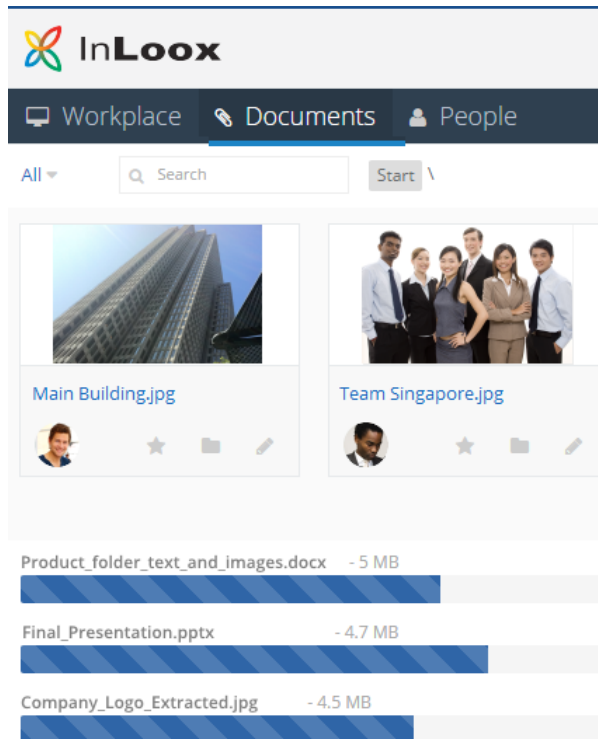 InLoox
Workplace Documents People
All Search Start \
Main Building.jpg Team Singapore.jpg
Product_folder_text_and_images.docx - 5 MB
Final_Presentation.pptx - 4.7 MB
Company_Logo_Extracted.jpg - 4.5 MB